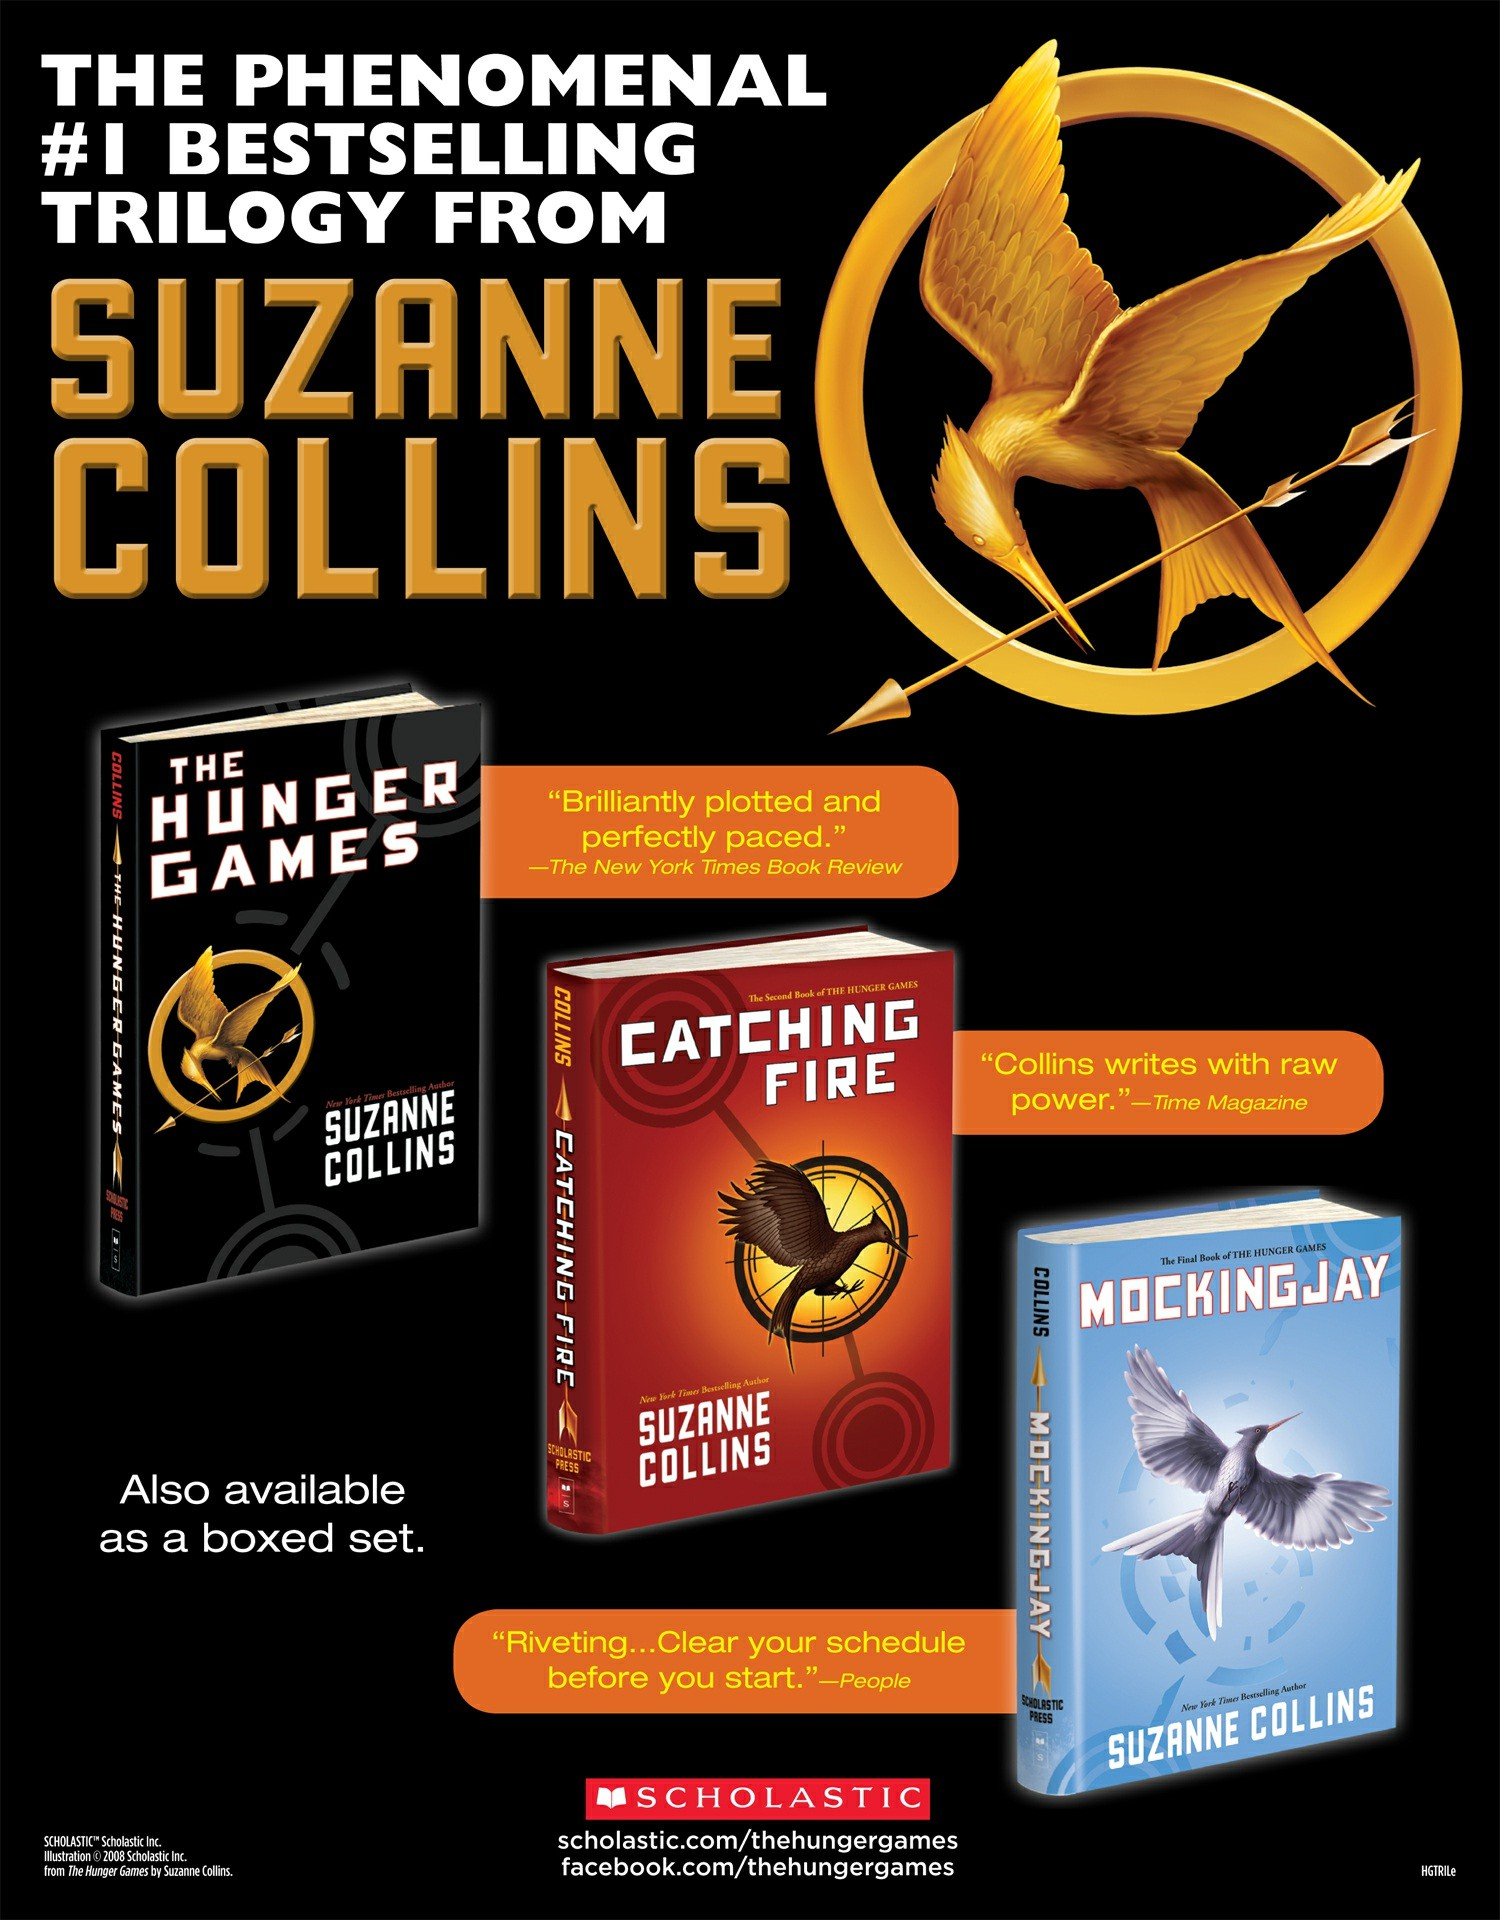 THE PHENOMENAL
#1 BESTSELLING
TRILOGY FROM
SUZANNE
COLLINS
COLLINS
THE HUNGER GAMES
SCHOLASTIC
PRESS
THE
HUNGER
GAMES
New York Times Bestselling Author
SUZANNE
COLLINS
“Brilliantly plotted and
perfectly paced.”
—The New York Times Book Review
COLLINS
CATCHING FIRE
SCHOLASTIC
PRESS
S
The Second Book of THE HUNGER GAMES
CATCHING
FIRE
New York Times Bestselling Author
SUZANNE
COLLINS
“Collins writes with raw
power.”—Time Magazine
COLLINS
MOCKINGJAY
SCHOLASTIC
PRESS
S
The Final Book of THE HUNGER GAMES
MOCKINGJAY
New York Times Bestselling Author
SUZANNE COLLINS
Also available
as a boxed set.
“Riveting...Clear your schedule
before you start.”—People
SCHOLASTIC
scholastic.com/thehungergames
facebook.com/thehungergames
SCHOLASTIC™ Scholastic Inc.
Illustration © 2008 Scholastic Inc.
from The Hunger Games by Suzanne Collins.
HGTRILe